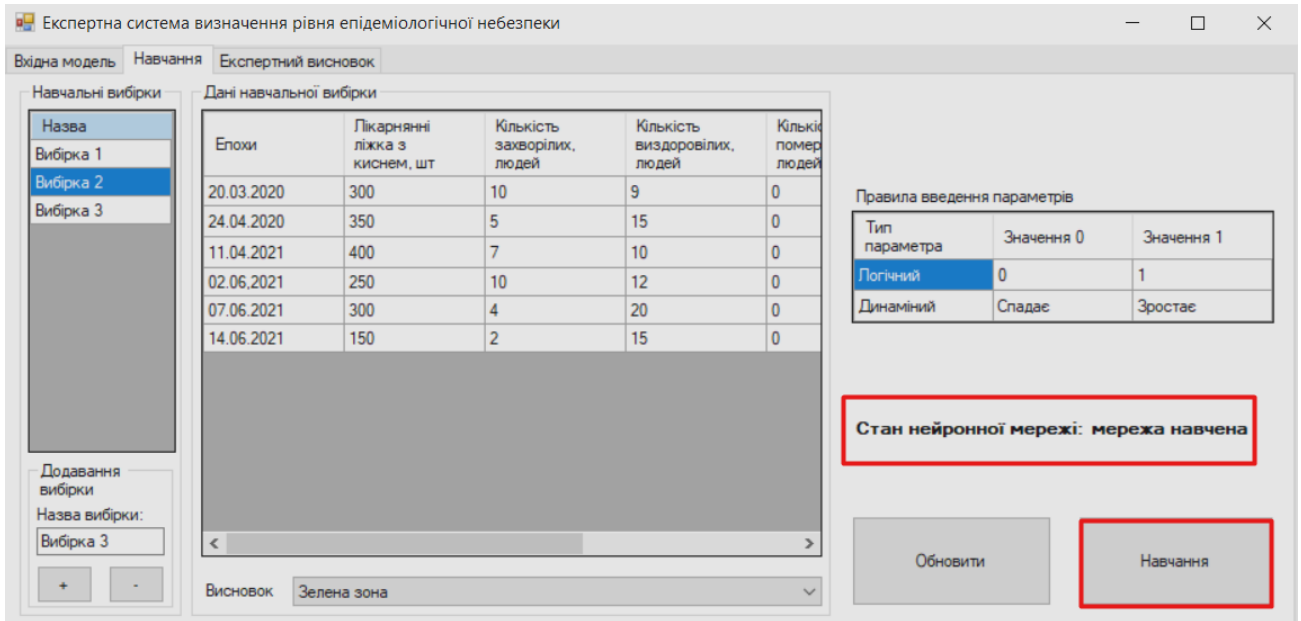 Експертна система визначення рівня епідеміологічної небезпеки
Вхідна модель Навчання Експертний висновок
Навчальні вибірки
Назва
Вибірка 1
Вибірка 2
Вибірка 3
Додавання
вибірки
Назва вибірки:
Вибірка 3
+ -
Дані навчальної вибірки
Епохи Лікарнянні ліжка з киснем, шт Кількість захворілих, людей Кількість виздоровілих, людей Кількіс помер людей
20.03.2020 300 10 9 0
24.04.2020 350 5 15 0
11.04.2021 400 7 10 0
02.06,2021 250 10 12 0
07.06.2021 300 4 20 0
14.06.2021 150 2 15 0
Висновок Зелена зона
Правила введення параметрів
Тип параметра Значення 0 Значення 1
Логічний 0 1
Динаміний Спадає Зростає
Стан нейронної мережі: мережа навчена
Обновити Навчання